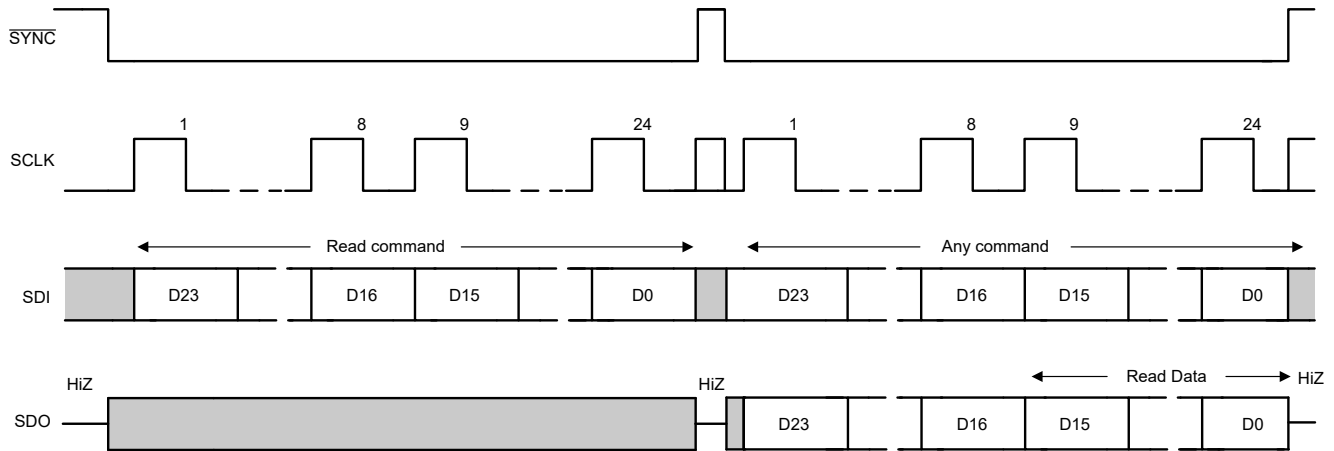 SYNC
1 8 9 24 1 8 9 24
SCLK
Read command Any command
SDI D23 D16 D15 D0 D23 D16 D15 D0
HiZ HiZ Read Data HiZ
SDO D23 D16 D15 D0